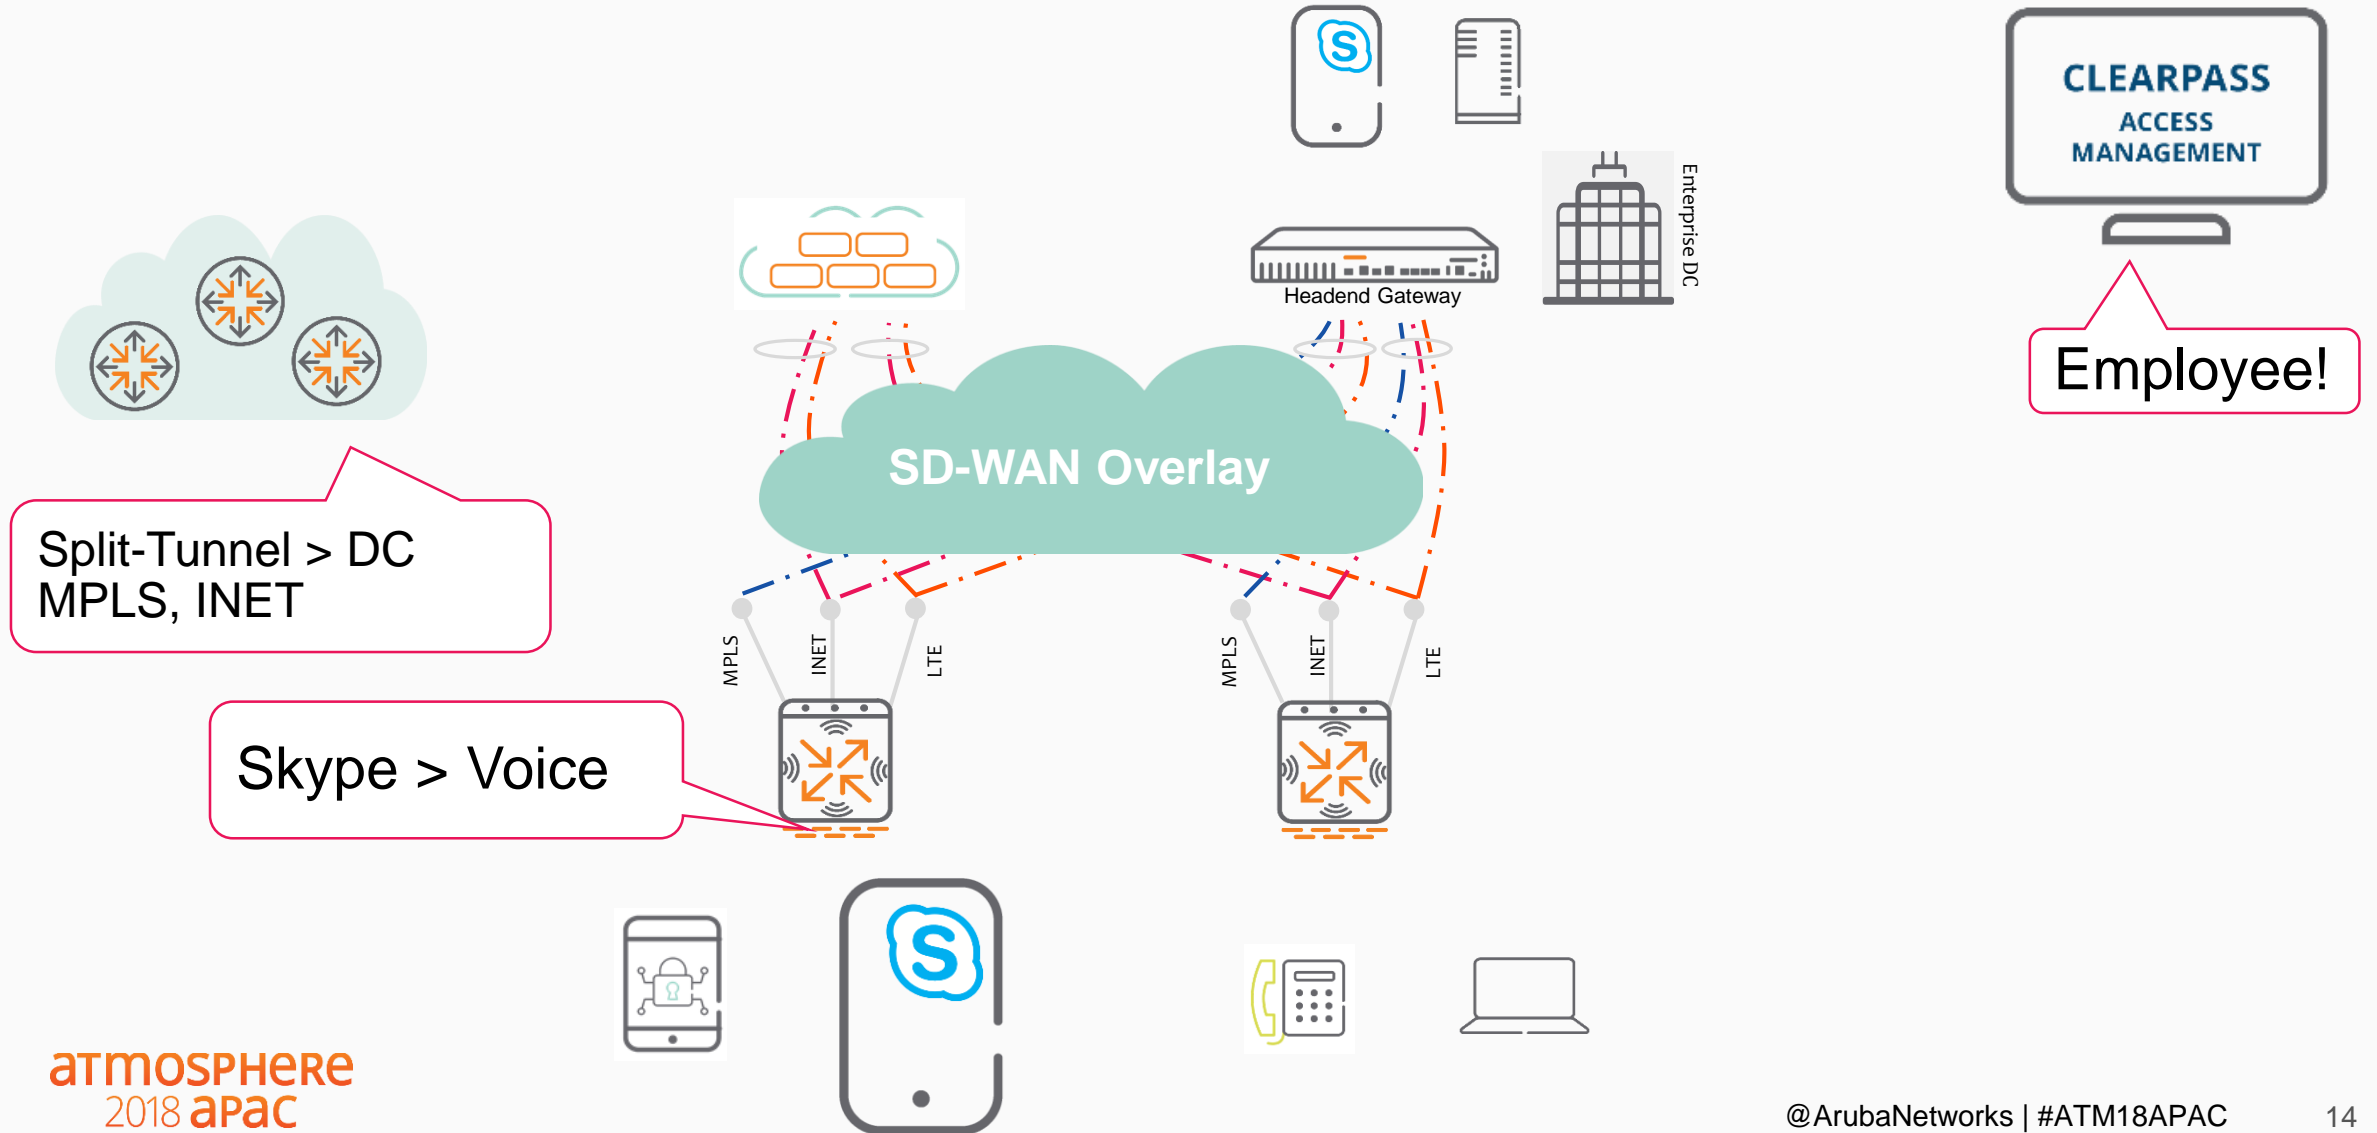 S
CLEARPASS
ACCESS
MANAGEMENT
Enterprise DC
Headend Gateway
Employee!
SD-WAN Overlay
Split-Tunnel > DC
MPLS, INET
MPLS
INET
LTE
MPLS
INET
LTE
Skype > Voice
S
atmosphere
2018 apac
@ArubaNetworks | #ATM18APAC
14